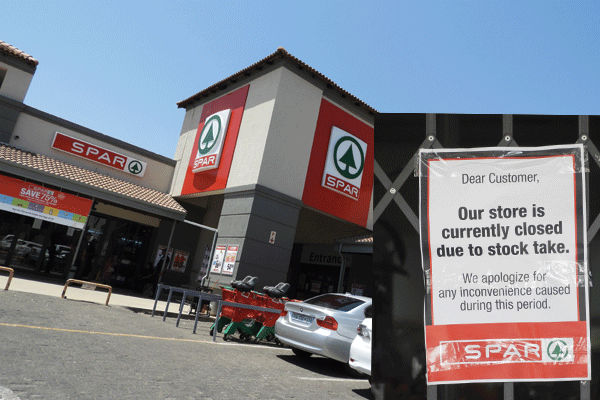 SPAR
SPAR
SPAR
SAVE
Entrance
Dear Customer,
Our store is
currently closed
due to stock take.
We apologize for
any inconvenience caused
during this period.
SPAR